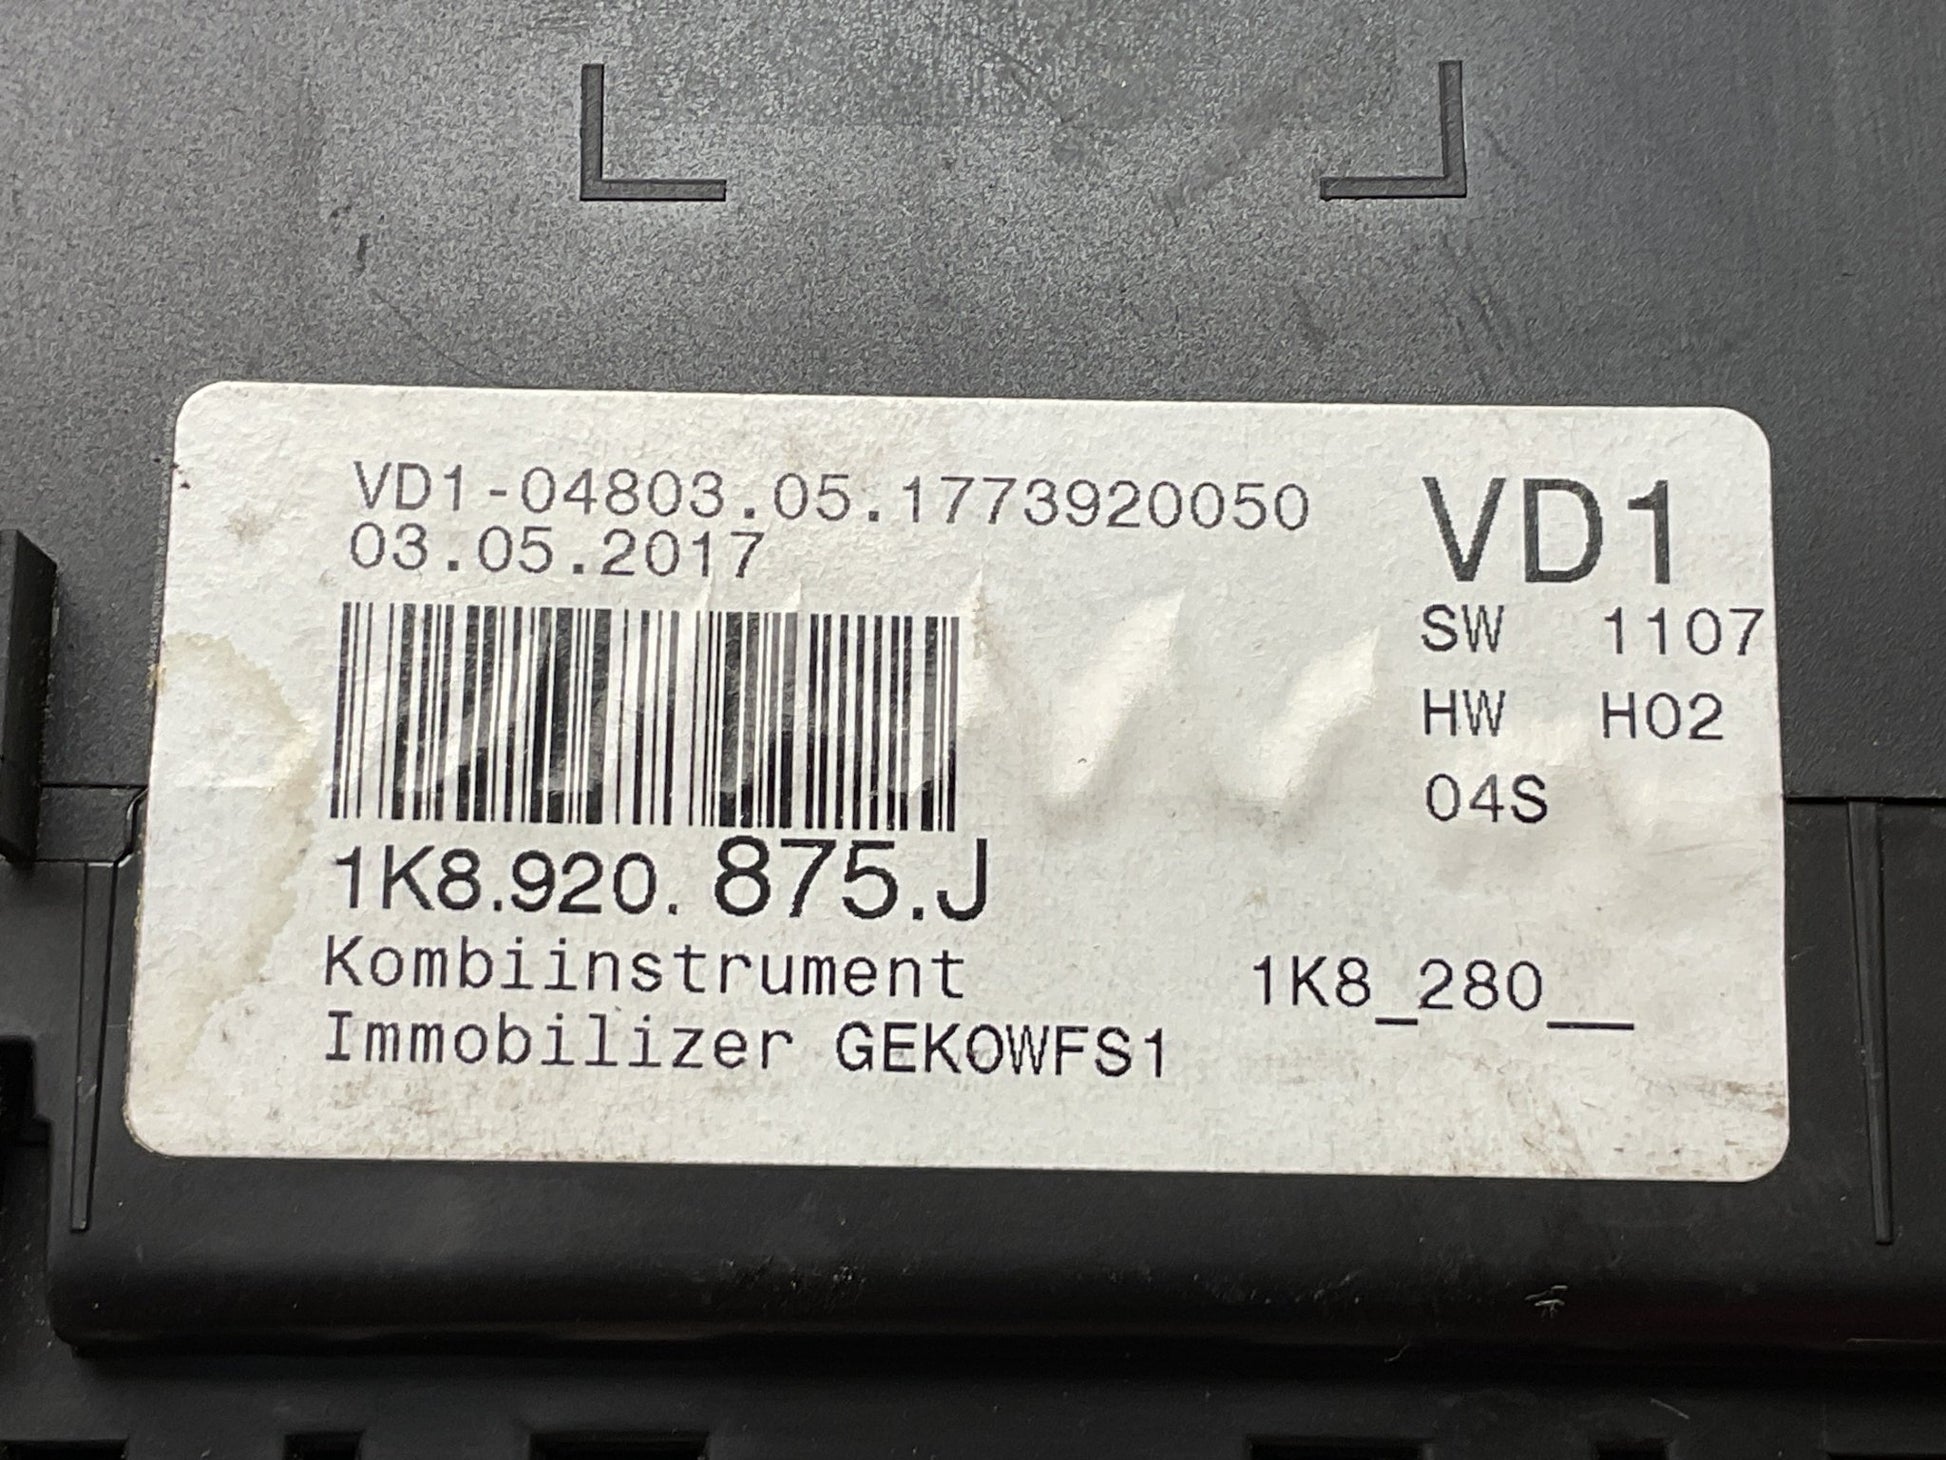 VD1-04803.05.1773920050
03.05.2017
VD1
SW 1107
HW H02
04S
1K8.920. 875.J
Kombiinstrument 1K8_280__
Immobilizer GEKOWFS1